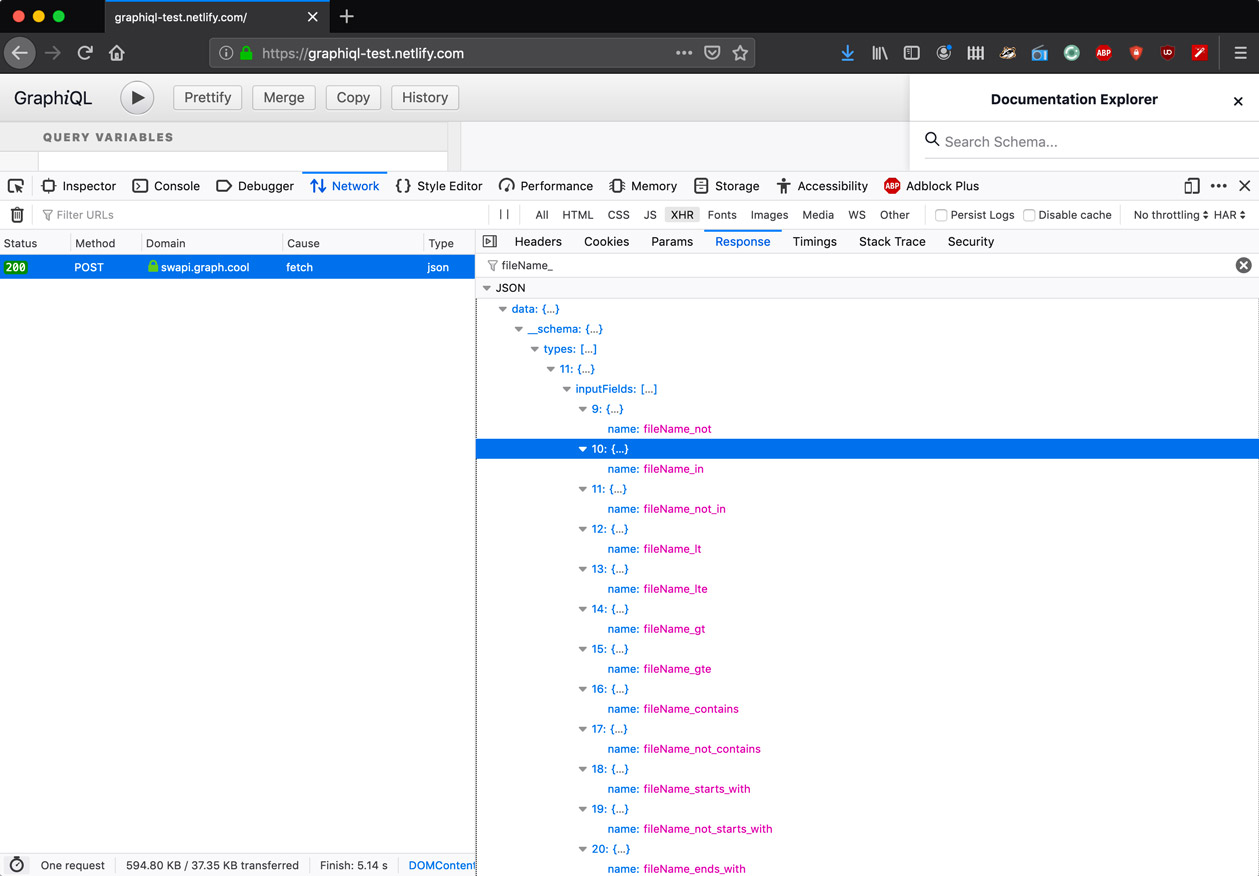 graphiql-test.netlify.com/
https://graphiql-test.netlify.com
ABP
UD
GraphiQL
Prettify
Merge
Copy
History
Documentation Explorer
QUERY VARIABLES
Search Schema...
Inspector
Console
Debugger
Network
Style Editor
Performance
Memory
Storage
Accessibility
ABP Adblock Plus
Filter URLs
All HTML CSS JS XHR Fonts Images Media WS Other
Persist Logs
Disable cache
No throttling
HAR
Status Method Domain Cause Type
Headers Cookies Params Response Timings Stack Trace Security
200 POST swapi.graph.cool fetch json
fileName_
JSON
data: {…}
__schema: {…}
types: […]
11: {…}
inputFields: […]
9: {…}
name: fileName_not
10: {…}
name: fileName_in
11: {…}
name: fileName_not_in
12: {…}
name: fileName_lt
13: {…}
name: fileName_lte
14: {…}
name: fileName_gt
15: {…}
name: fileName_gte
16: {…}
name: fileName_contains
17: {…}
name: fileName_not_contains
18: {…}
name: fileName_starts_with
19: {…}
name: fileName_not_starts_with
20: {…}
name: fileName_ends_with
One request
594.80 KB / 37.35 KB transferred
Finish: 5.14 s
DOMContent